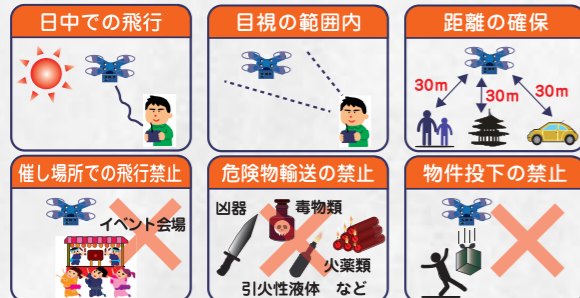 日中での飛行
目視の範囲内
距離の確保
30m
30m
30m
催し場所での飛行禁止
イベント会場
危険物輸送の禁止
凶器
毒物類
火薬類
引火性液体 など
物件投下の禁止